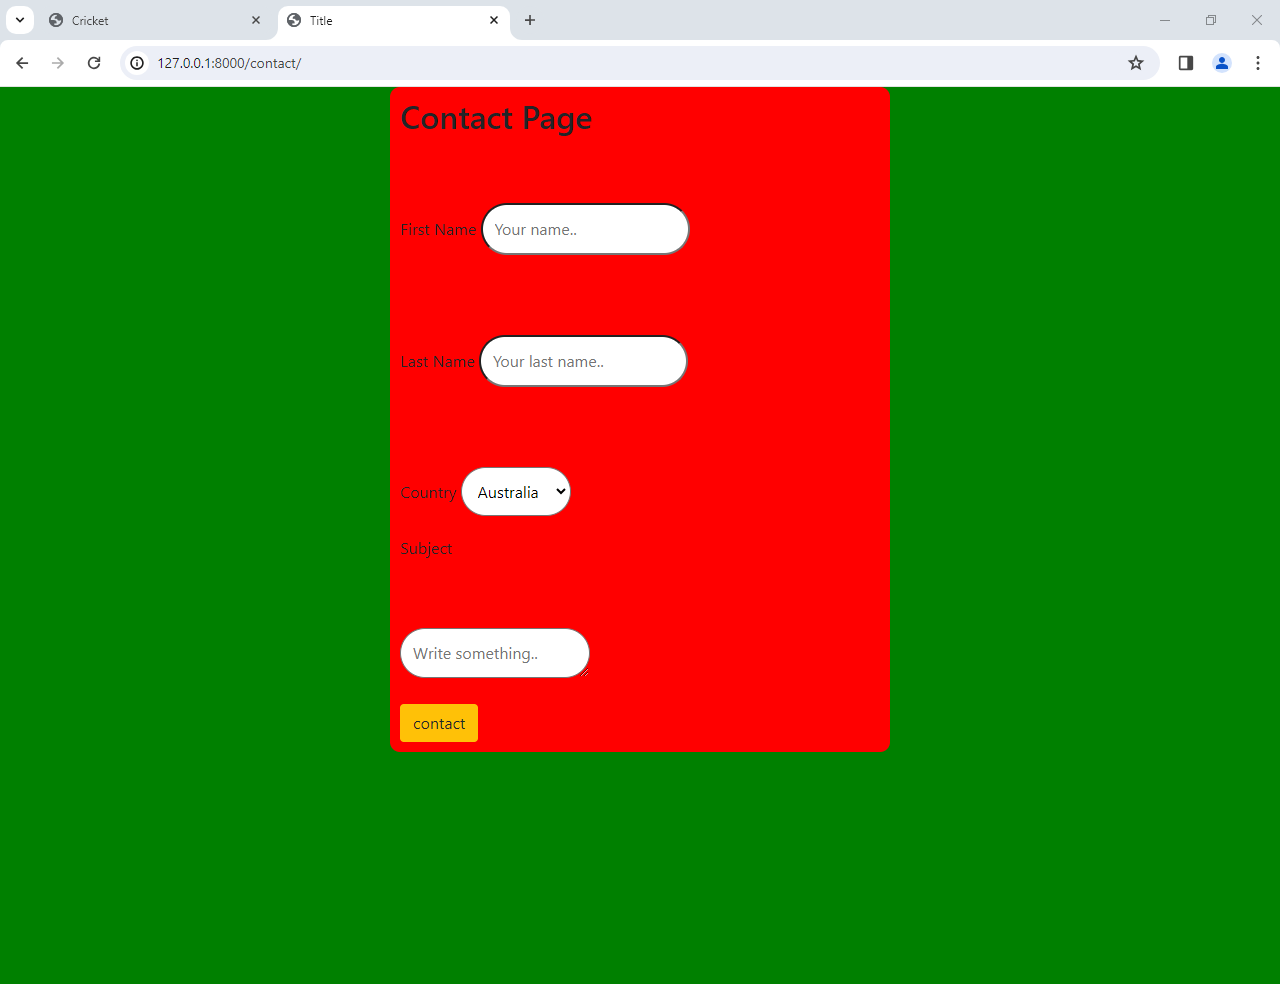 Cricket
Title
127.0.0.1:8000/contact/
Contact Page
First Name Your name..
Last Name Your last name..
Country Australia
Subject
Write something..
contact